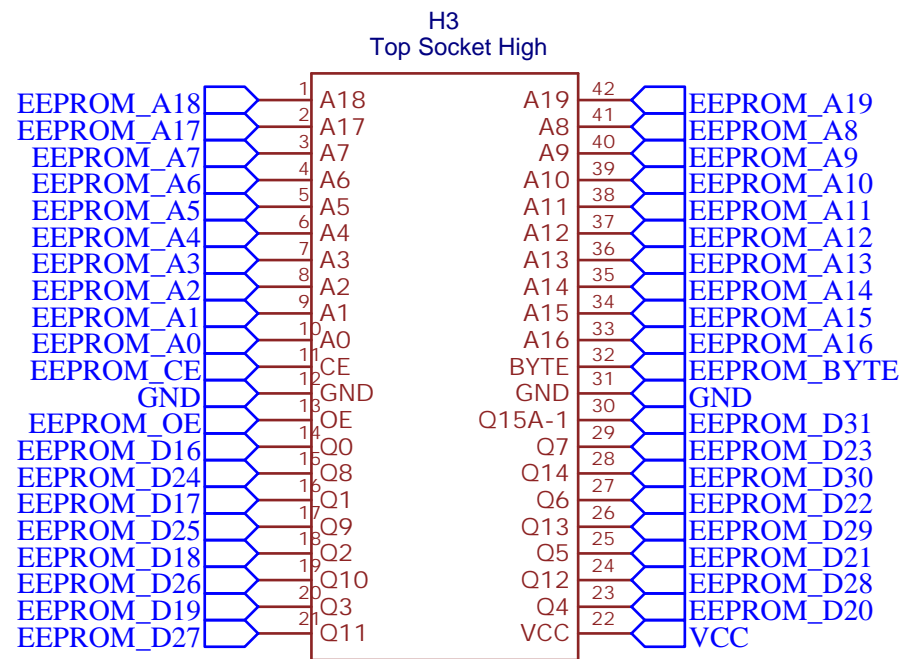 H3
Top Socket High
EEPROM_A18 1 A18 A19 42 EEPROM_A19
EEPROM_A17 2 A17 A8 41 EEPROM_A8
EEPROM_A7 3 A7 A9 40 EEPROM_A9
EEPROM_A6 4 A6 A10 39 EEPROM_A10
EEPROM_A5 5 A5 A11 38 EEPROM_A11
EEPROM_A4 6 A4 A12 37 EEPROM_A12
EEPROM_A3 7 A3 A13 36 EEPROM_A13
EEPROM_A2 8 A2 A14 35 EEPROM_A14
EEPROM_A1 9 A1 A15 34 EEPROM_A15
EEPROM_A0 10 A0 A16 33 EEPROM_A16
EEPROM_CE 11 CE BYTE 32 EEPROM_BYTE
GND 12 GND GND 31 GND
EEPROM_OE 13 OE Q15A-1 30 EEPROM_D31
EEPROM_D16 14 Q0 Q7 29 EEPROM_D23
EEPROM_D24 15 Q8 Q14 28 EEPROM_D30
EEPROM_D17 16 Q1 Q6 27 EEPROM_D22
EEPROM_D25 17 Q9 Q13 26 EEPROM_D29
EEPROM_D18 18 Q2 Q5 25 EEPROM_D21
EEPROM_D26 19 Q10 Q12 24 EEPROM_D28
EEPROM_D19 20 Q3 Q4 23 EEPROM_D20
EEPROM_D27 21 Q11 VCC 22 VCC